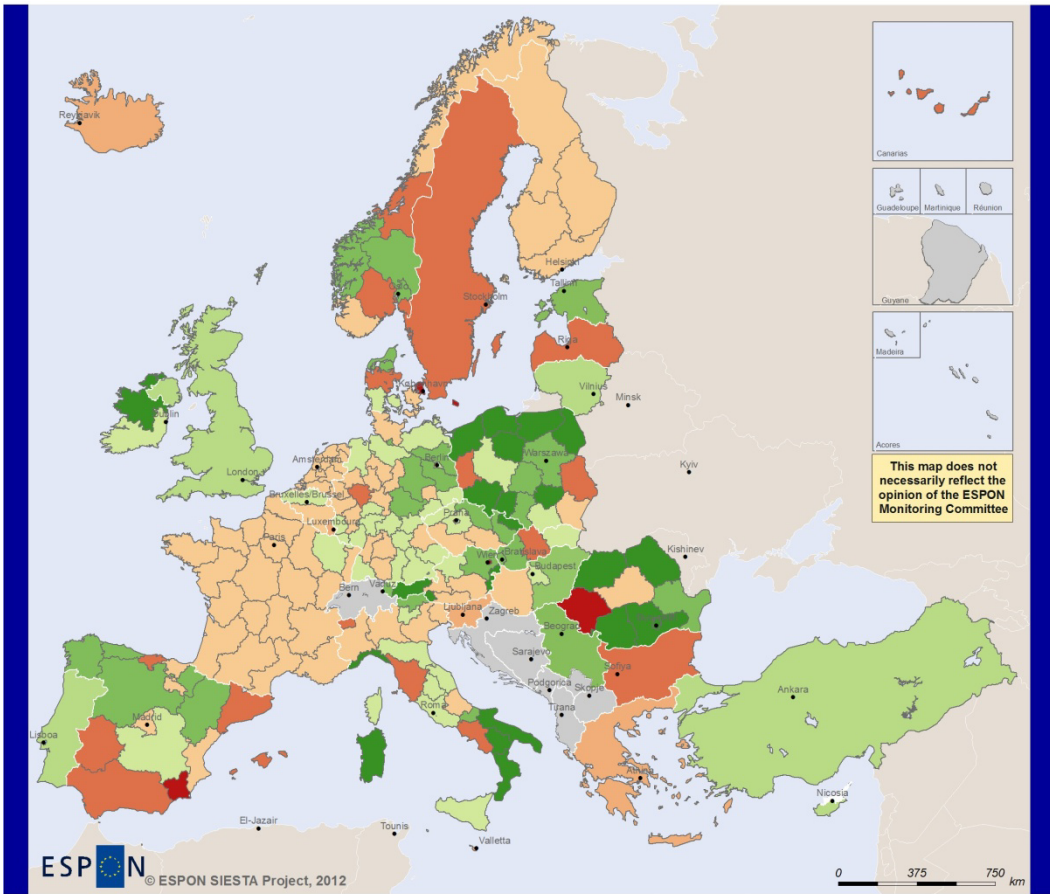 Reykjavik
Canarias
Guadeloupe
Martinique
Réunion
Guyane
Madeira
Acores
This map does not
necessarily reflect the
opinion of the ESPON
Monitoring Committee
Helsinki
Tallinn
Oslo
Stockholm
Riga
København
Vilnius
Minsk
Dublin
London
Amsterdam
Berlin
Warszawa
Kyiv
Bruxelles/Brussel
Luxembourg
Praha
Paris
Wien
Bratislava
Budapest
Kishinev
Bern
Vaduz
Ljubljana
Zagreb
Beograd
Sarajevo
Podgorica
Skopje
Sofiya
Tirana
Roma
Madrid
Lisboa
Ankara
Nicosia
El-Jazair
Tounis
Valletta
ESPON
© ESPON SIESTA Project, 2012
0 375 750
km